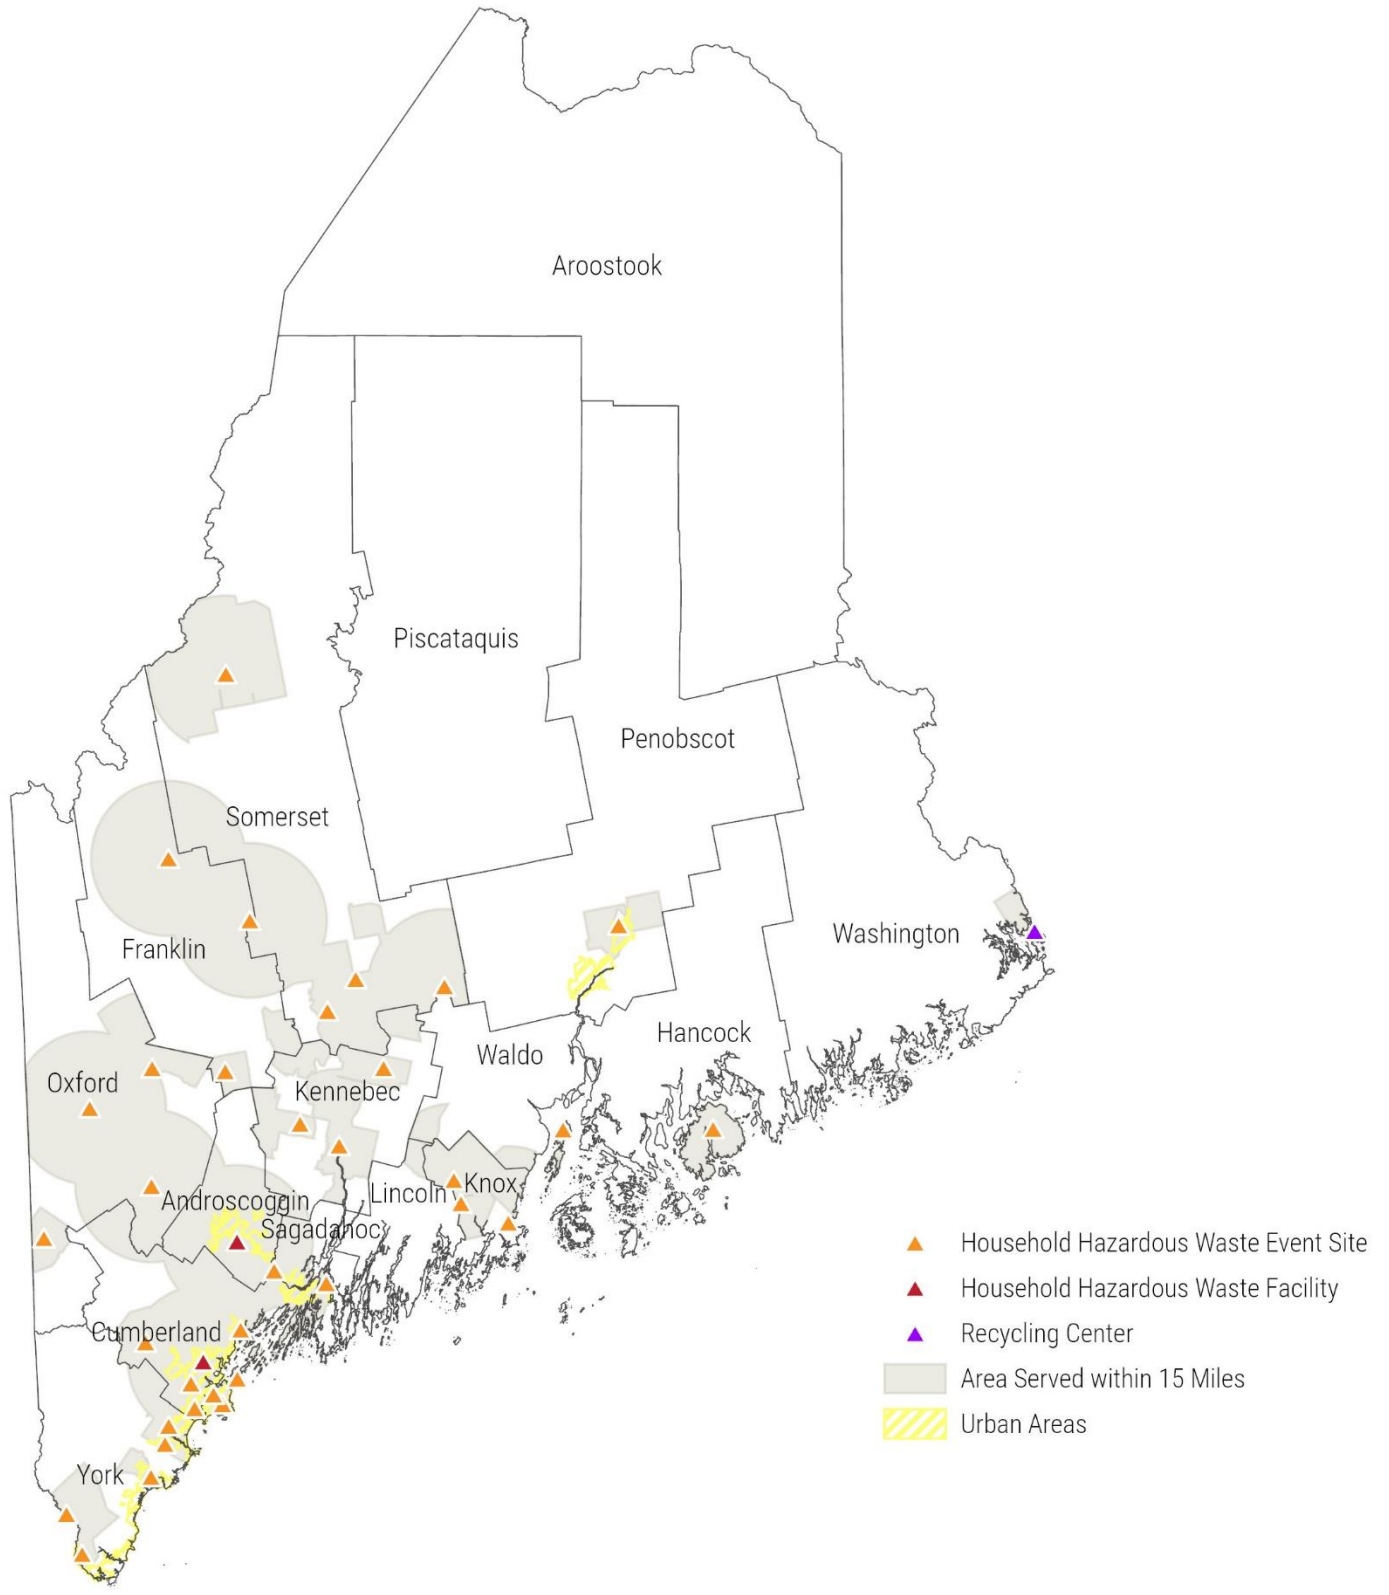 Aroostook
Piscataquis
Penobscot
Somerset
Franklin
Washington
Hancock
Waldo
Oxford
Kennebec
Knox
Lincoln
Androscoggin
Sagadahoc
Household Hazardous Waste Event Site
Household Hazardous Waste Facility
Cumberland
Recycling Center
Area Served within 15 Miles
Urban Areas
York